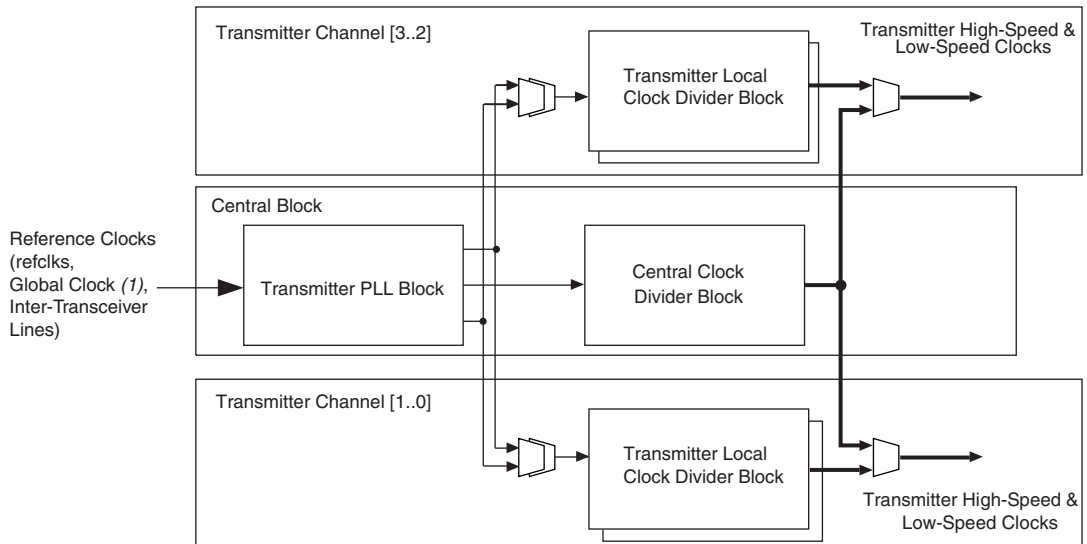 Transmitter Channel [3..2]
Transmitter High-Speed &
Low-Speed Clocks
Transmitter Local
Clock Divider Block
Central Block
Reference Clocks
(refclks,
Global Clock (1),
Inter-Transceiver
Lines)
Transmitter PLL Block
Central Clock
Divider Block
Transmitter Channel [1..0]
Transmitter Local
Clock Divider Block
Transmitter High-Speed &
Low-Speed Clocks